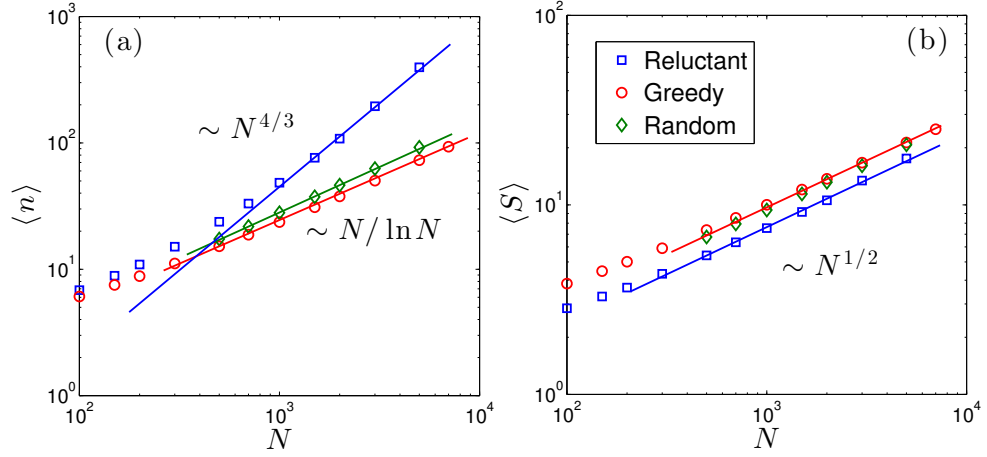 (a)
10^3
10^2
10^1
10^0
⟨n⟩
∼ N^{4/3}
∼ N/ ln N
10^2
10^3
10^4
N
(b)
10^2
10^1
10^0
⟨S⟩
Reluctant
Greedy
Random
∼ N^{1/2}
10^2
10^3
10^4
N